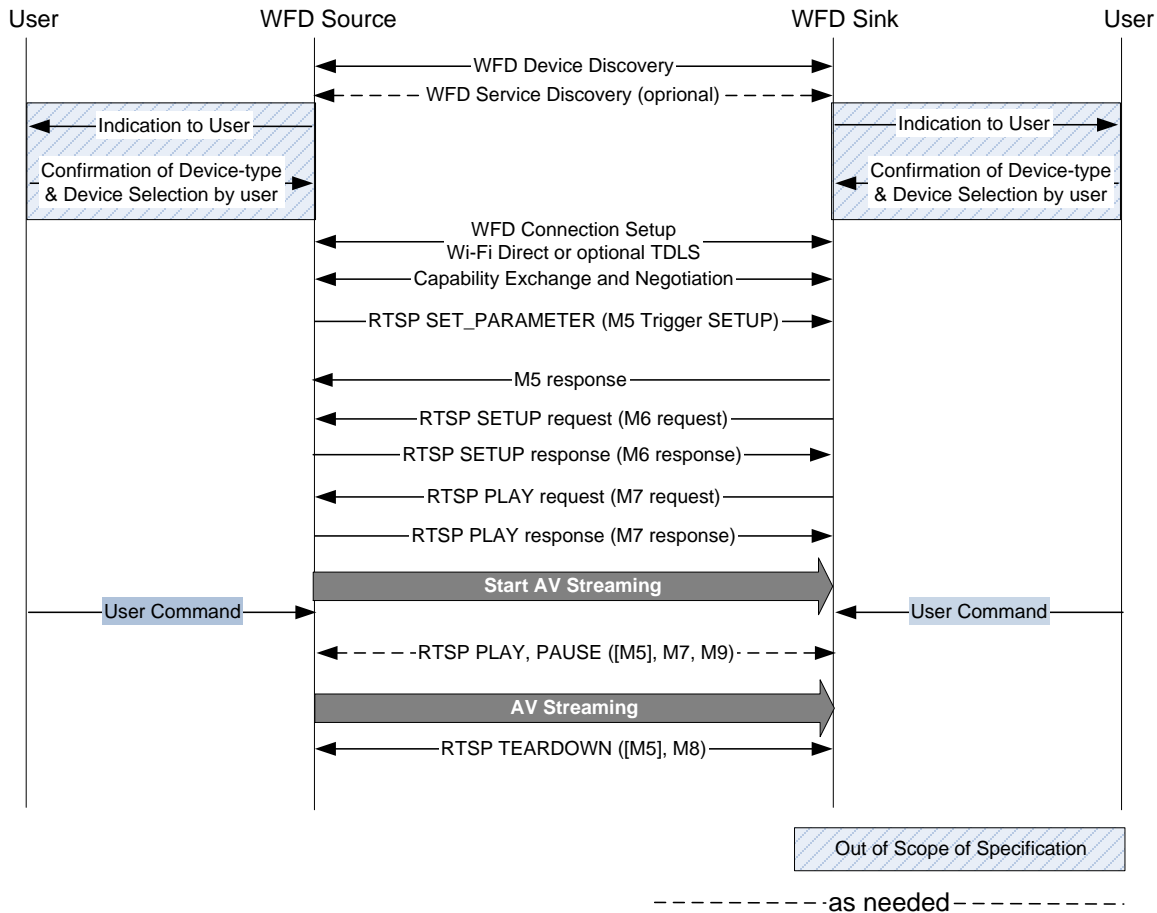 User
WFD Source
WFD Sink
User
WFD Device Discovery
WFD Service Discovery (oprional)
Indication to User
Indication to User
Confirmation of Device-type
& Device Selection by user
Confirmation of Device-type
& Device Selection by user
WFD Connection Setup
Wi-Fi Direct or optional TDLS
Capability Exchange and Negotiation
RTSP SET_PARAMETER (M5 Trigger SETUP)
M5 response
RTSP SETUP request (M6 request)
RTSP SETUP response (M6 response)
RTSP PLAY request (M7 request)
RTSP PLAY response (M7 response)
Start AV Streaming
User Command
User Command
RTSP PLAY, PAUSE ([M5], M7, M9)
AV Streaming
RTSP TEARDOWN ([M5], M8)
Out of Scope of Specification
as needed